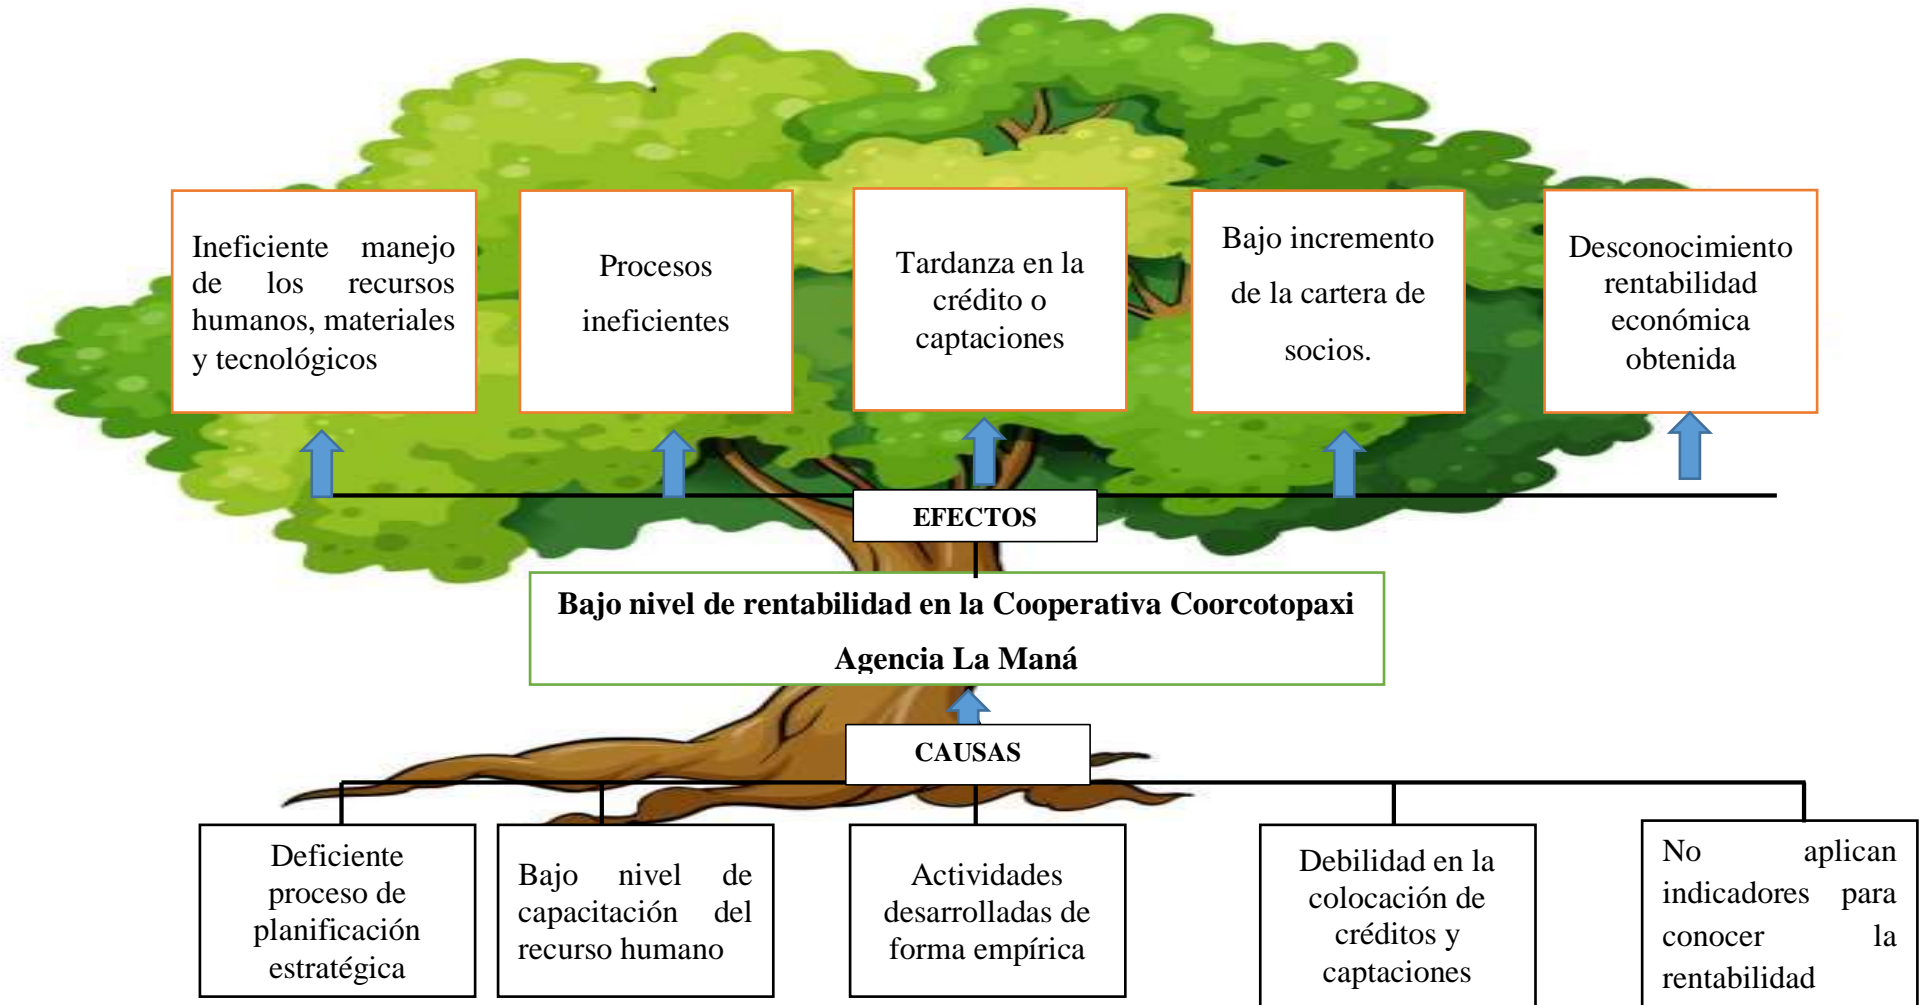 Ineficiente manejo
de los recursos
humanos, materiales
y tecnológicos
Procesos
ineficientes
Tardanza en la
crédito o
captaciones
Bajo incremento
de la cartera de
socios.
Desconocimiento
rentabilidad
económica
obtenida
EFECTOS
Bajo nivel de rentabilidad en la Cooperativa Coorcotopaxi
Agencia La Maná
CAUSAS
Deficiente
proceso de
planificación
estratégica
Bajo nivel de
capacitación del
recurso humano
Actividades
desarrolladas de
forma empírica
Debilidad en la
colocación de
créditos y
captaciones
No aplican
indicadores para
conocer la
rentabilidad